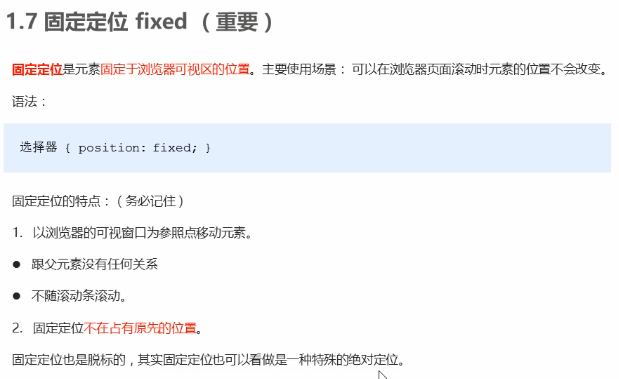 1.7 固定定位 fixed （重要）
固定定位是元素固定于浏览器可视区的位置。主要使用场景： 可以在浏览器页面滚动时元素的位置不会改变。
语法：
选择器 { position: fixed; }
固定定位的特点：（务必记住）
1. 以浏览器的可视窗口为参照点移动元素。
● 跟父元素没有任何关系
● 不随滚动条滚动。
2. 固定定位不在占有原先的位置。
固定定位也是脱标的，其实固定定位也可以看做是一种特殊的绝对定位。